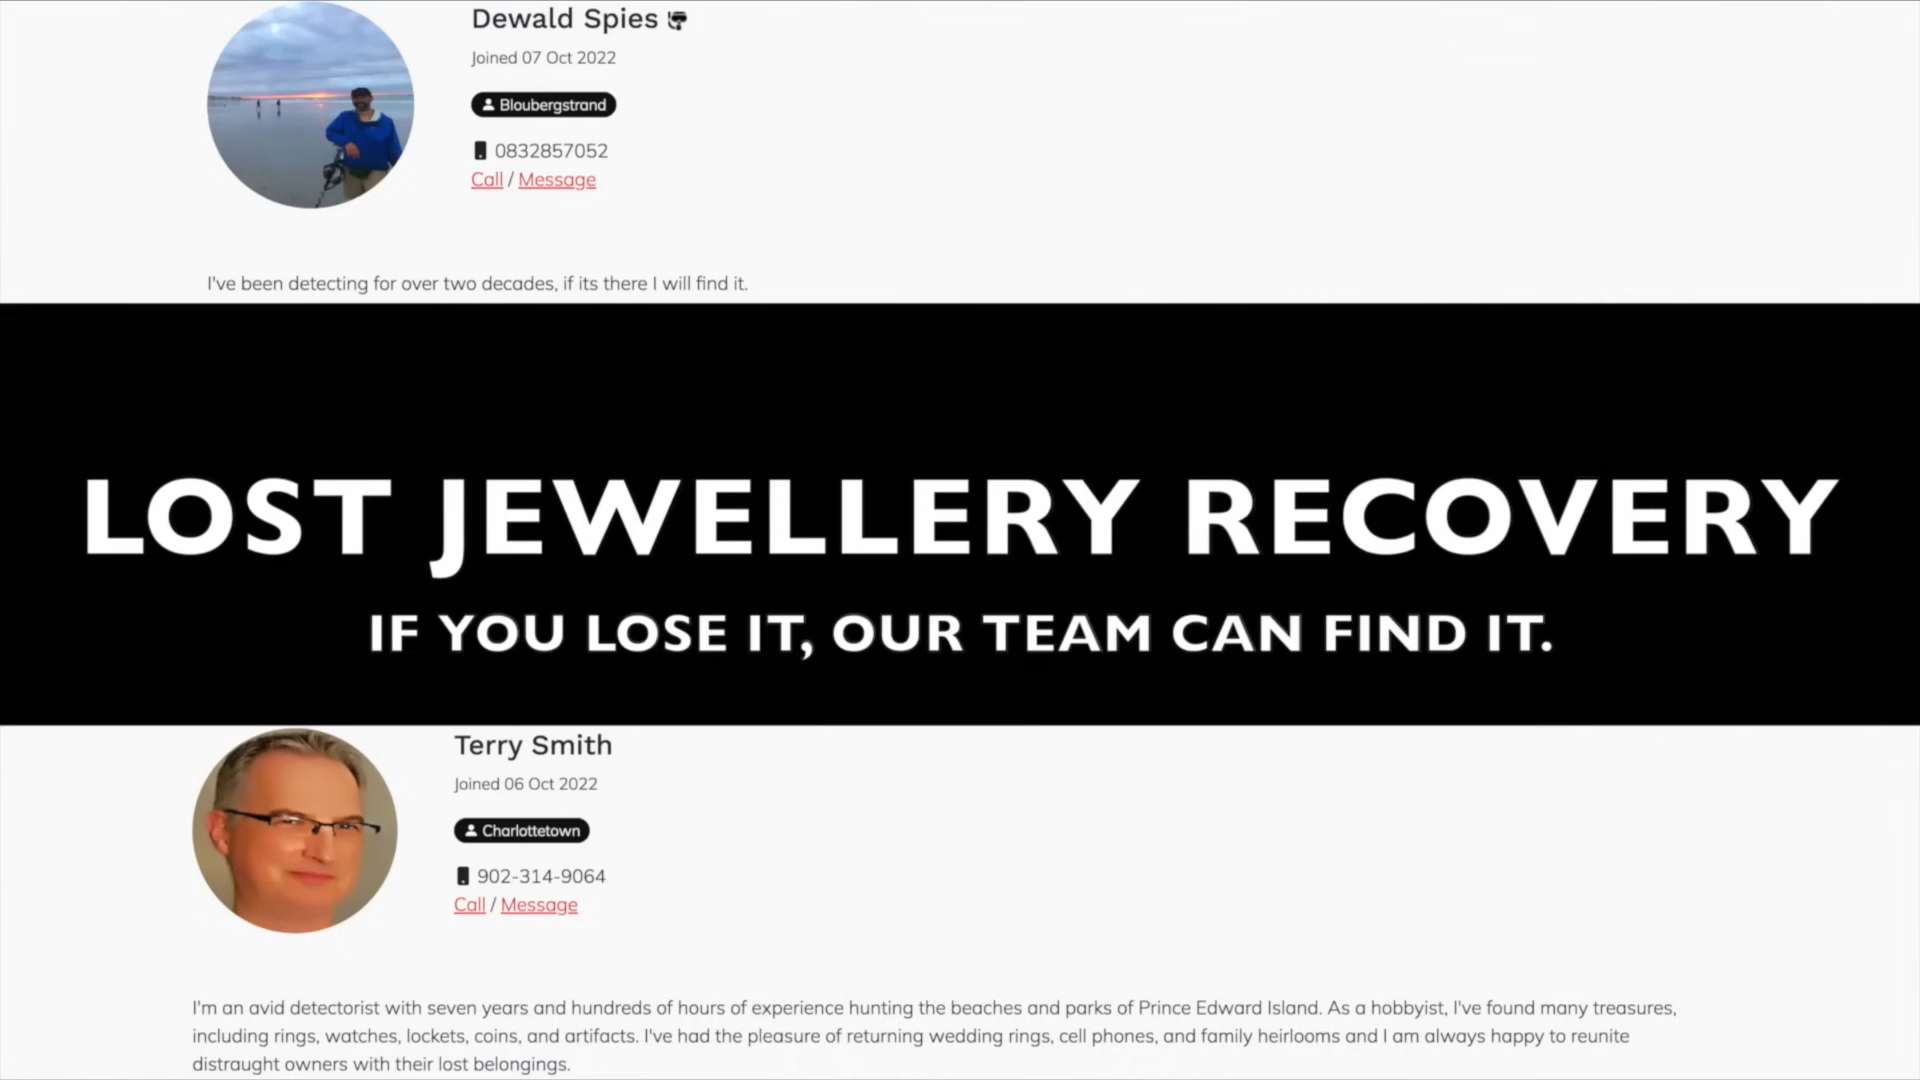 Dewald Spies
Joined 07 Oct 2022
Bloubergstrand
0832857052
Call / Message
I've been detecting for over two decades, if its there I will find it.
LOST JEWELLERY RECOVERY
IF YOU LOSE IT, OUR TEAM CAN FIND IT.
Terry Smith
Joined 06 Oct 2022
Charlottetown
902-314-9064
Call / Message
I'm an avid detectorist with seven years and hundreds of hours of experience hunting the beaches and parks of Prince Edward Island. As a hobbyist, I've found many treasures,
including rings, watches, lockets, coins, and artifacts. I've had the pleasure of returning wedding rings, cell phones, and family heirlooms and I am always happy to reunite
distraught owners with their lost belongings.